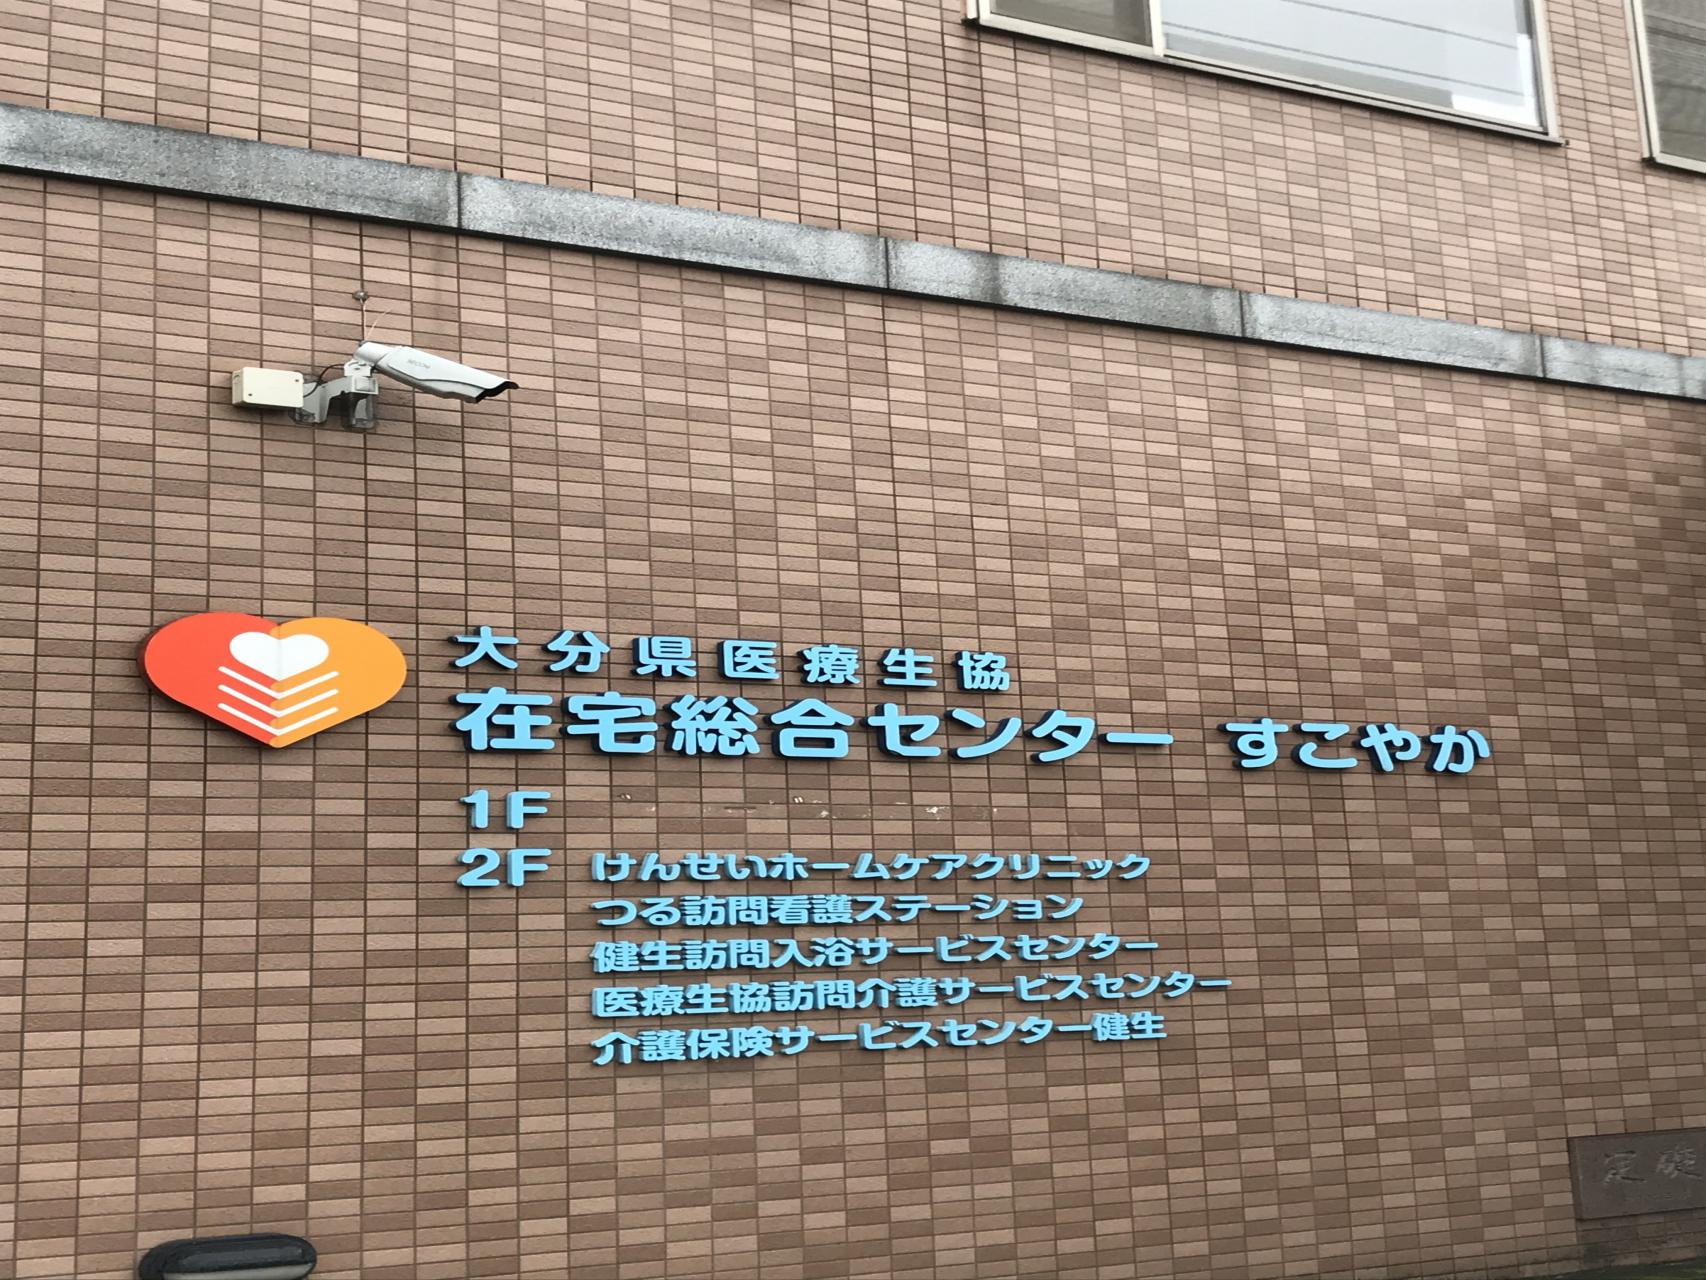 SECOM
大分県医療生協
在宅総合センター すこやか
1F
2F けんせいホームケアクリニック
つる訪問看護ステーション
健生訪問入浴サービスセンター
医療生協訪問介護サービスセンター
介護保険サービスセンター健生
定礎